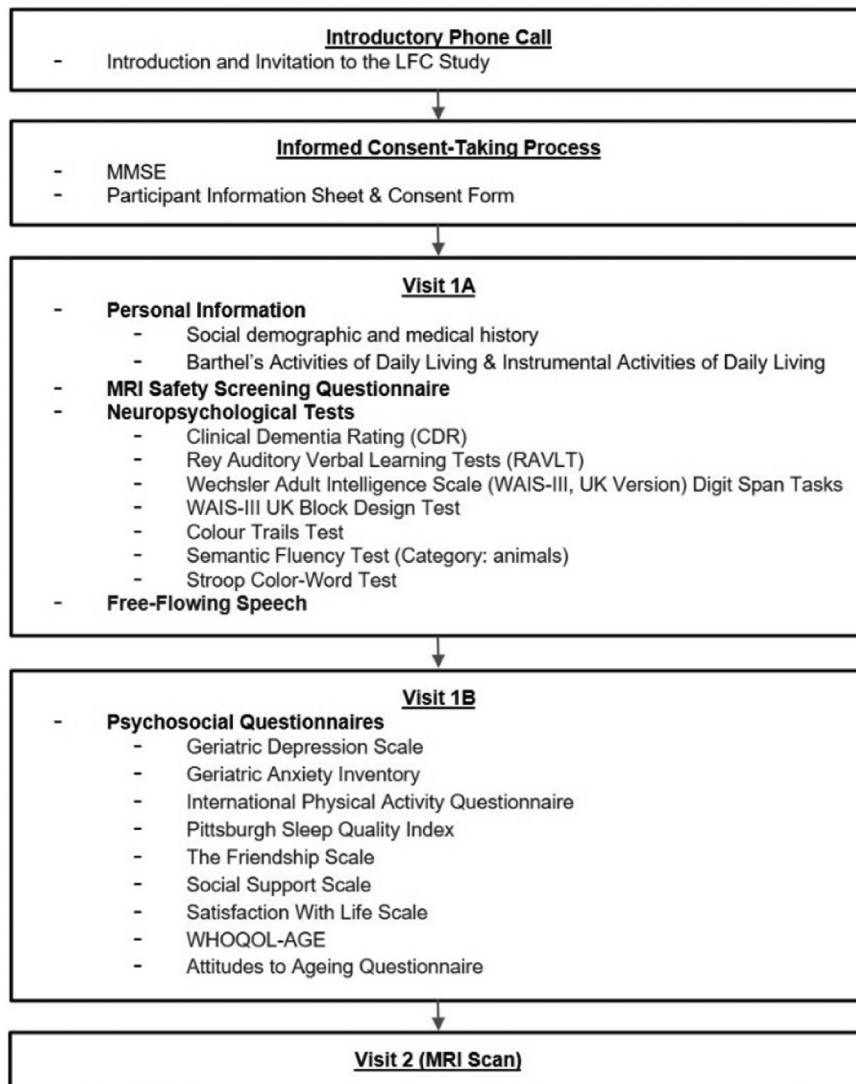 Introductory Phone Call
- Introduction and Invitation to the LFC Study
Informed Consent-Taking Process
- MMSE
- Participant Information Sheet & Consent Form
Visit 1A
- Personal Information
- Social demographic and medical history
- Barthel's Activities of Daily Living & Instrumental Activities of Daily Living
- MRI Safety Screening Questionnaire
- Neuropsychological Tests
- Clinical Dementia Rating (CDR)
- Rey Auditory Verbal Learning Tests (RAVLT)
- Wechsler Adult Intelligence Scale (WAIS-III, UK Version) Digit Span Tasks
- WAIS-III UK Block Design Test
- Colour Trails Test
- Semantic Fluency Test (Category: animals)
- Stroop Color-Word Test
- Free-Flowing Speech
Visit 1B
- Psychosocial Questionnaires
- Geriatric Depression Scale
- Geriatric Anxiety Inventory
- International Physical Activity Questionnaire
- Pittsburgh Sleep Quality Index
- The Friendship Scale
- Social Support Scale
- Satisfaction With Life Scale
- WHOQOL-AGE
- Attitudes to Ageing Questionnaire
Visit 2 (MRI Scan)